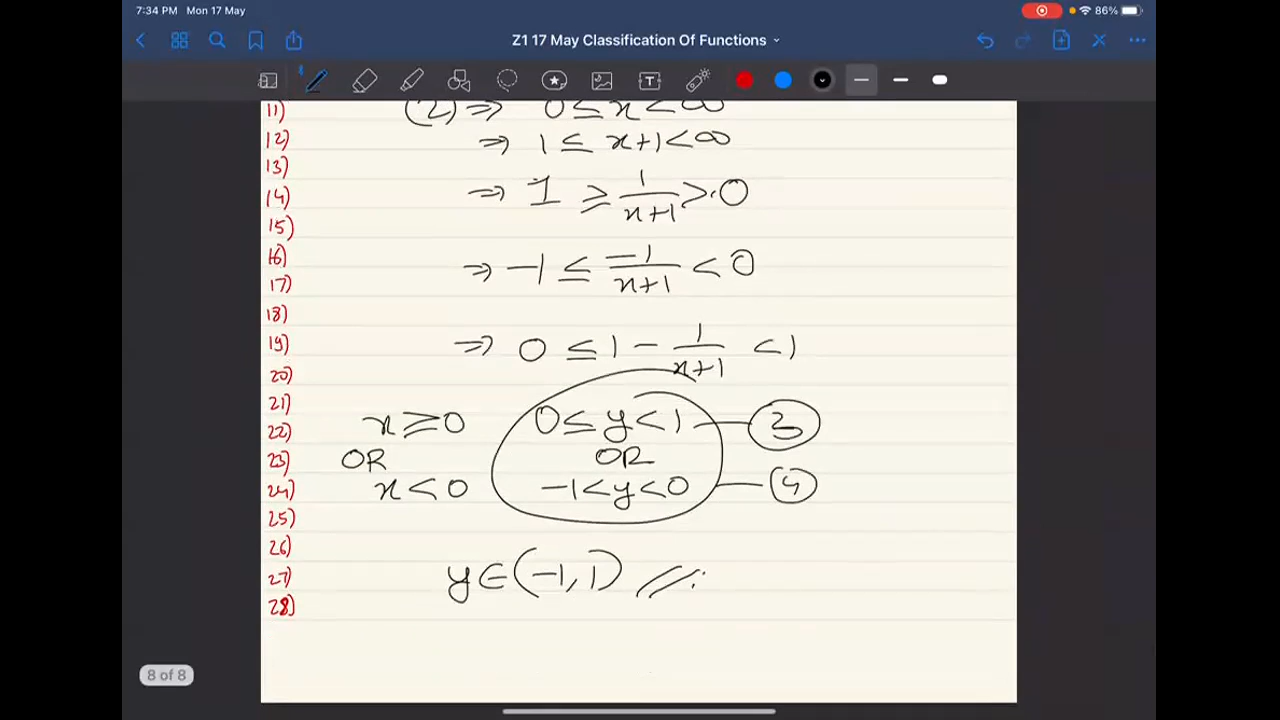 7:34 PM Mon 17 May
86%
Z1 17 May Classification Of Functions
11) (2) ⇒ 0 ≤ x < ∞
12) ⇒ 1 ≤ x+1 < ∞
13)
14) ⇒ 1 ≥ 1/(x+1) > 0
15)
16) ⇒ -1 ≤ -1/(x+1) < 0
17)
18)
19) ⇒ 0 ≤ 1 - 1/(x+1) < 1
20)
21)
22) x ≥ 0 0 ≤ y < 1 — 3
23) OR OR
24) x < 0 -1 < y < 0 — 4
25)
26)
27) y ∈ (-1, 1) //
28)
8 of 8